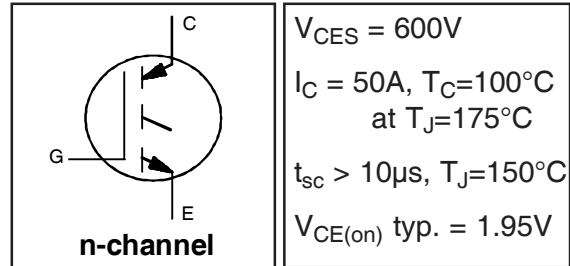 C
G
E
n-channel
V_CES = 600V
I_C = 50A, T_C=100°C
at T_J=175°C
t_sc > 10µs, T_J=150°C
V_CE(on) typ. = 1.95V